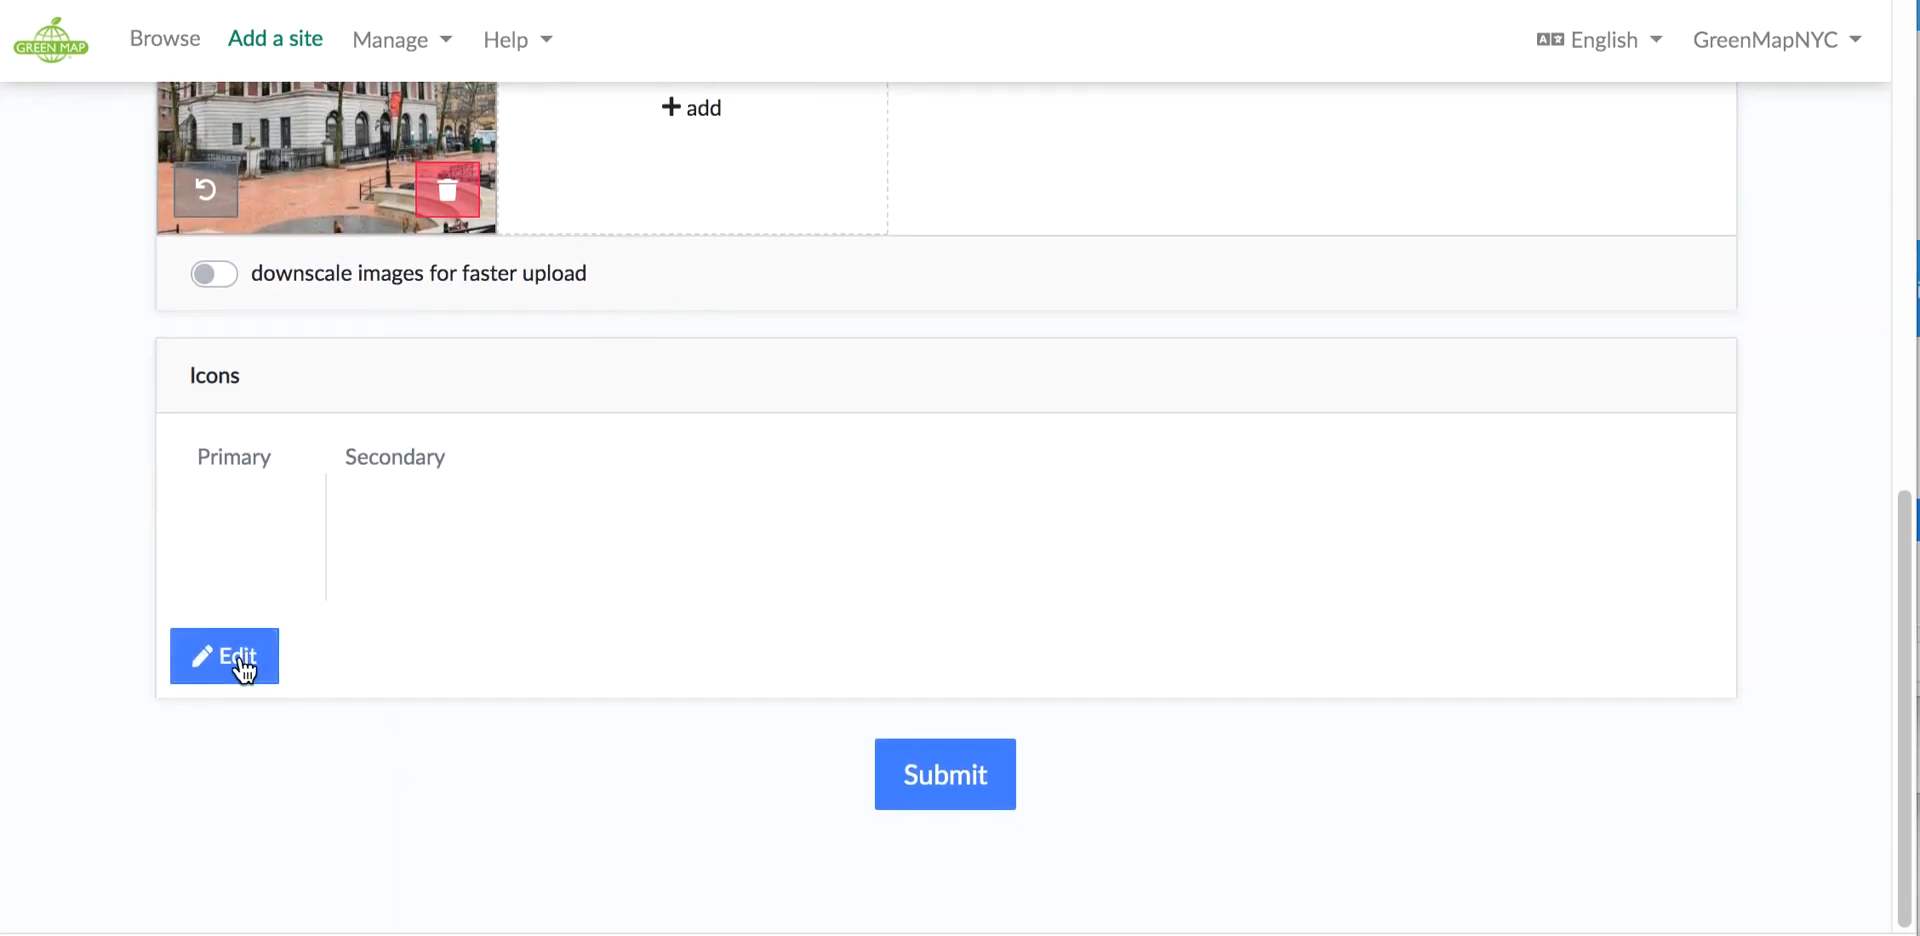 GREEN MAP
Browse Add a site Manage Help English GreenMapNYC
add
downscale images for faster upload
Icons
Primary Secondary
Edit
Submit